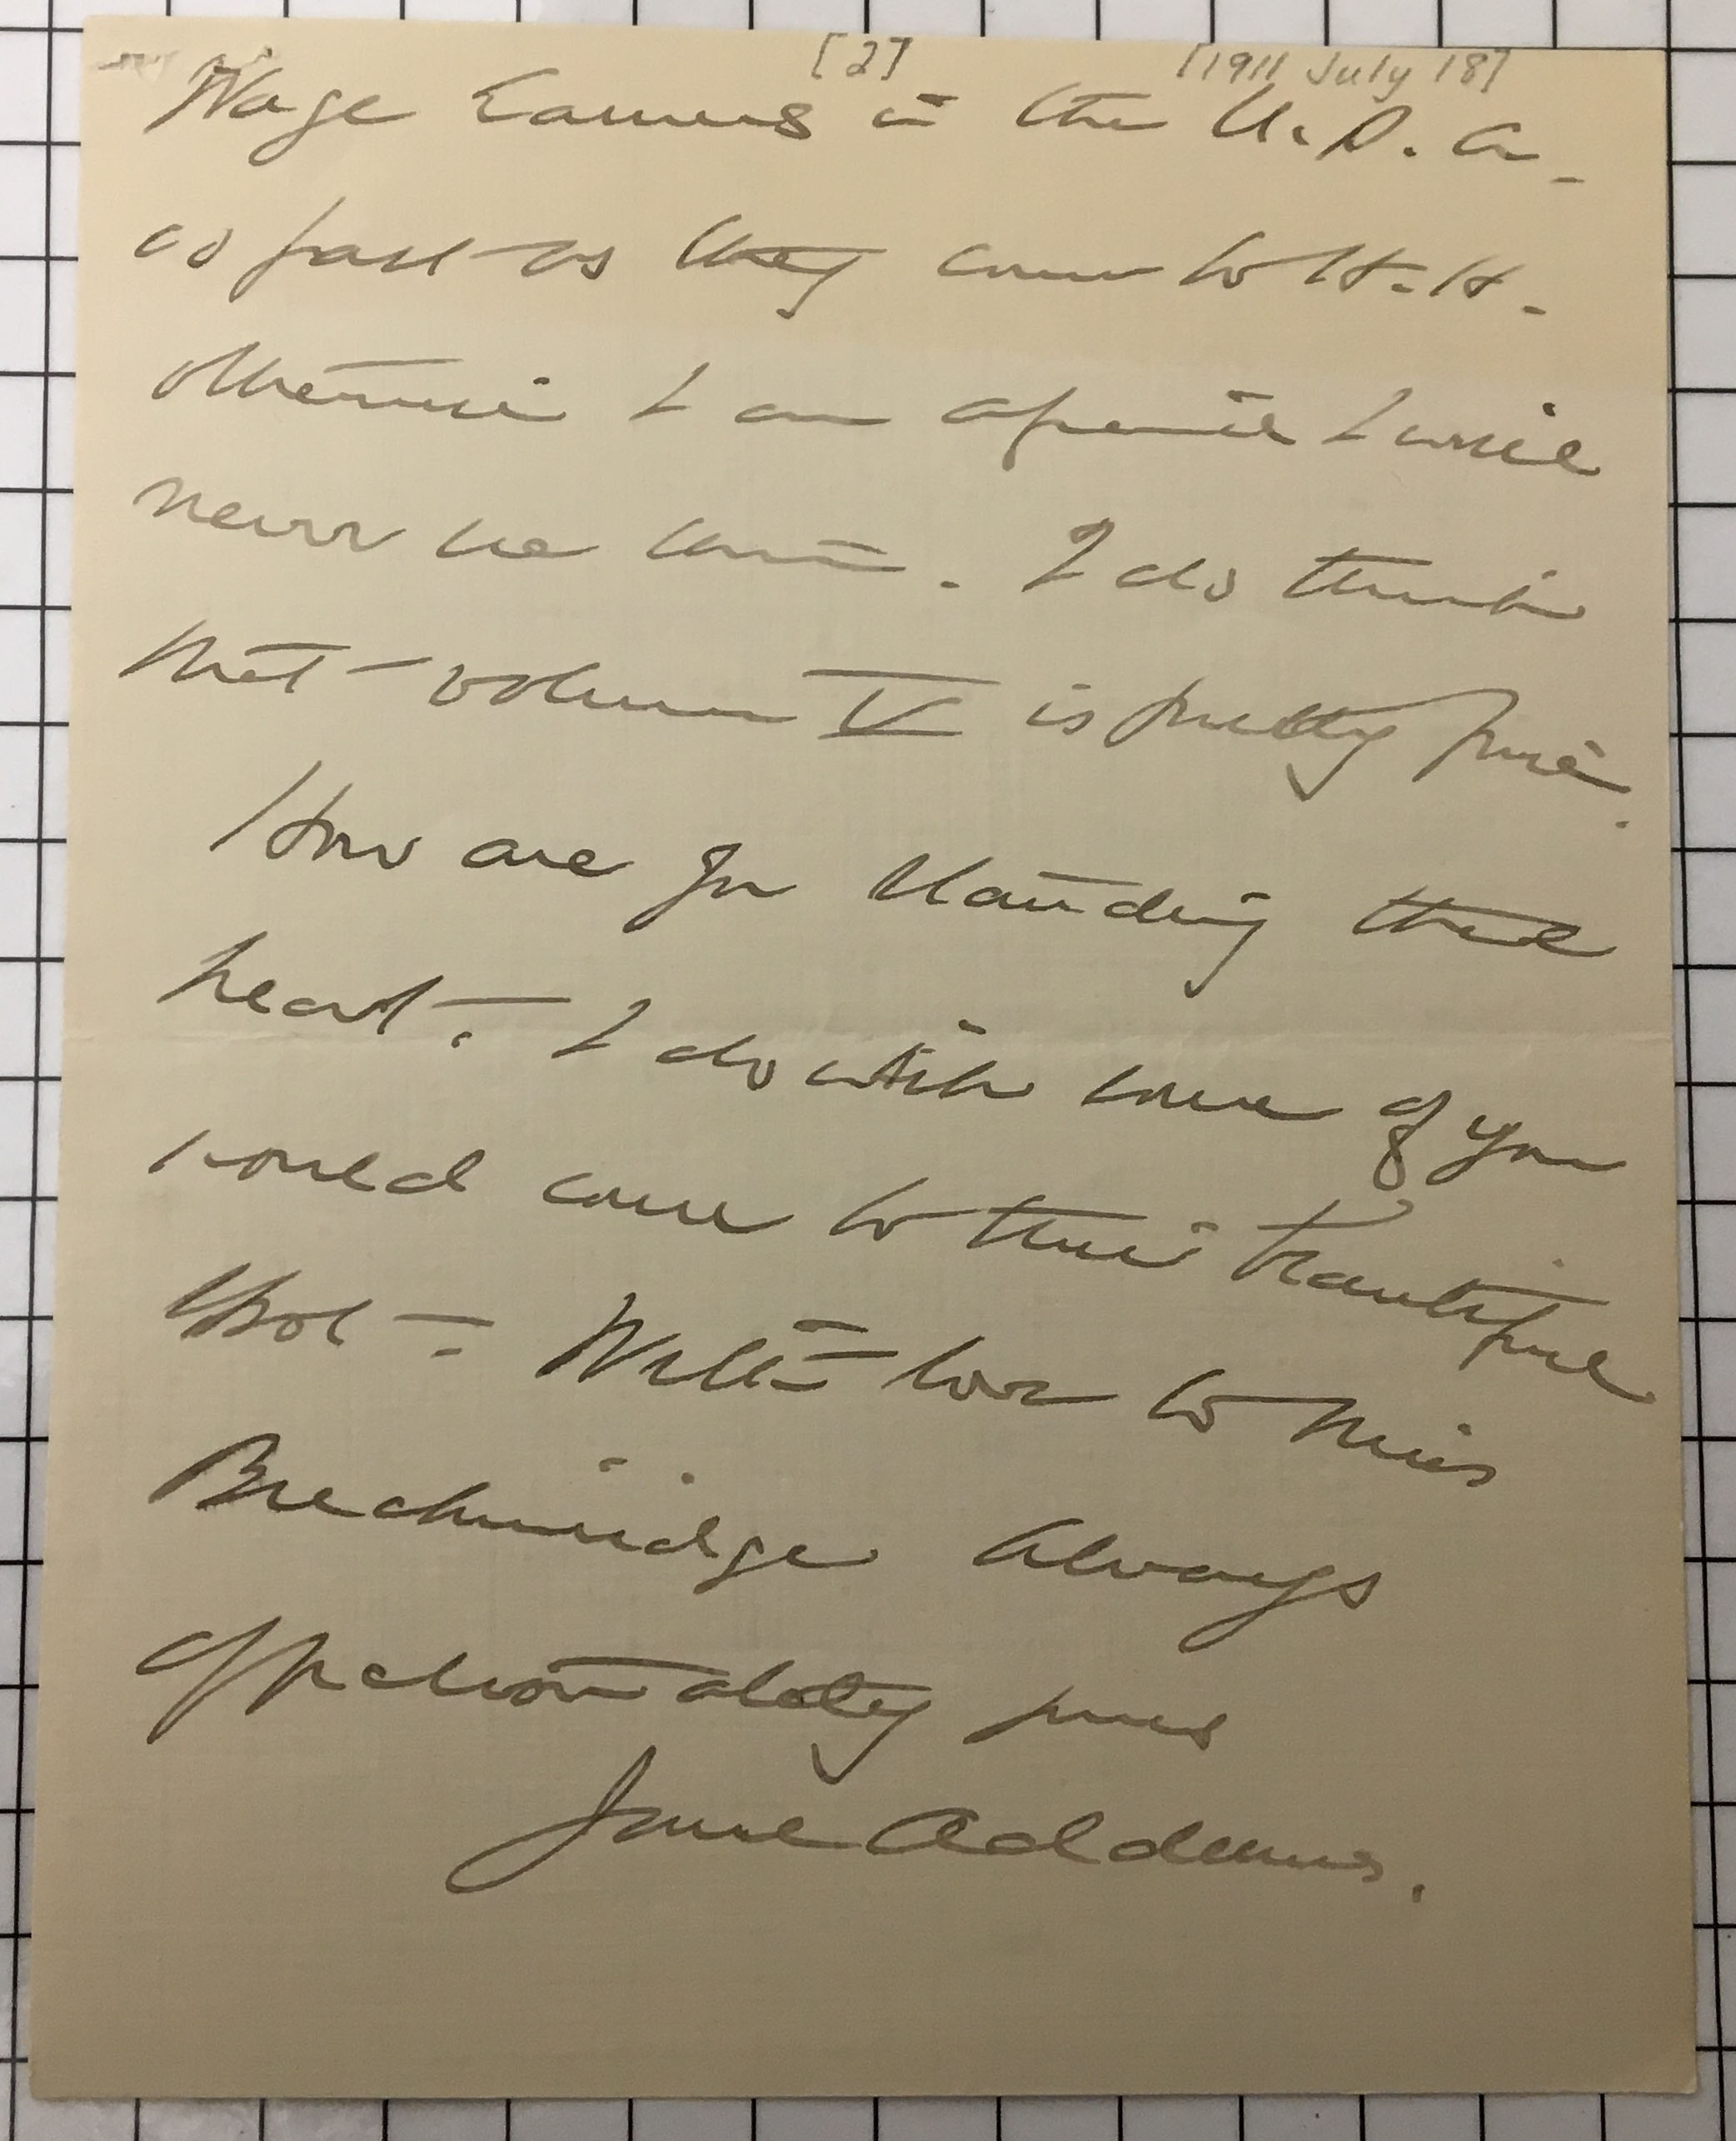 [2] [1911 July 18]
Wage Earners in the U.S.A.
as fast as they come to H.H.
otherwise I am afraid I will
never see them. I do think
that volume V is pretty fine.
How are you standing the
heat. I do wish some of you
would come to this beautiful
spot - With love to Miss
Breckinridge Always
affectionately yours
Jane Addams.